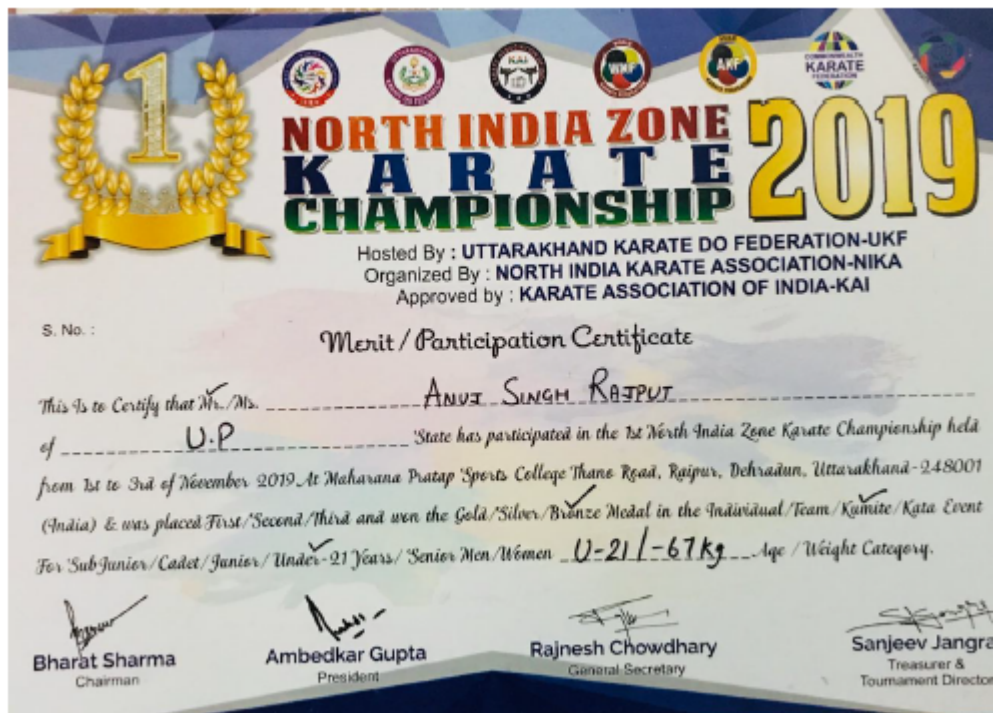 1
KAI
WKF
AKF
COMMONWEALTH
KARATE
FEDERATION
NORTH INDIA ZONE
KARATE
CHAMPIONSHIP
2019
Hosted By : UTTARAKHAND KARATE DO FEDERATION-UKF
Organized By : NORTH INDIA KARATE ASSOCIATION-NIKA
Approved by : KARATE ASSOCIATION OF INDIA-KAI
S. No. :
Merit / Participation Certificate
This Is to Certify that Mr./Ms. ANUJ SINGH RAJPUT
of U.P State has participated in the 1st North India Zone Karate Championship held
from 1st to 3rd of November 2019 At Maharana Pratap Sports College Thano Road, Raipur, Dehradun, Uttarakhand-248001
(India) & was placed First/Second/Third and won the Gold/Silver/Bronze Medal in the Individual/Team/Kumite/Kata Event
For Sub Junior/Cadet/Junior/Under-21 Years/ Senior Men/Women U-21/-67kg Age / Weight Category.
Bharat Sharma
Chairman
Ambedkar Gupta
President
Rajnesh Chowdhary
General Secretary
Sanjeev Jangra
Treasurer &
Tournament Director